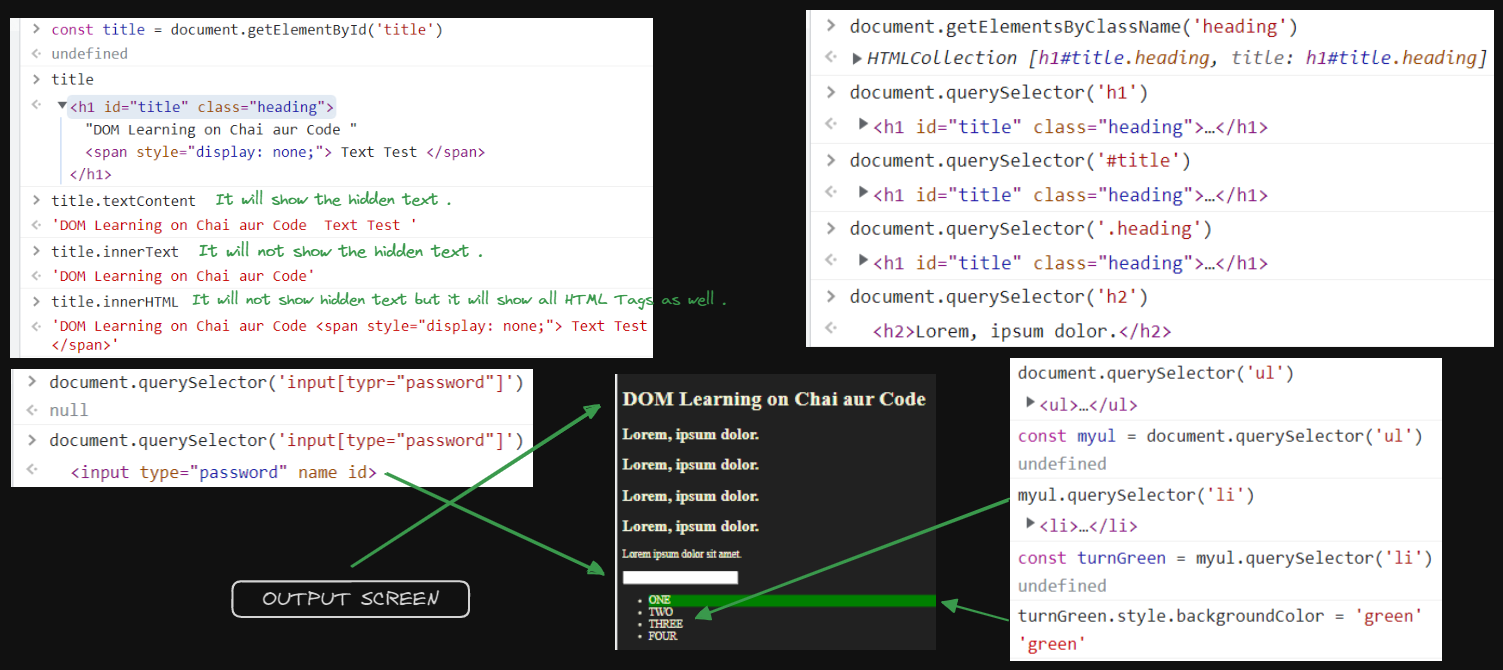 const title = document.getElementById('title')
undefined
title
<h1 id="title" class="heading">
"DOM Learning on Chai aur Code "
<span style="display: none;"> Text Test </span>
</h1>
title.textContent It will show the hidden text .
'DOM Learning on Chai aur Code  Text Test '
title.innerText It will not show the hidden text .
'DOM Learning on Chai aur Code'
title.innerHTML It will not show hidden text but it will show all HTML Tags as well .
'DOM Learning on Chai aur Code <span style="display: none;"> Text Test
</span>'
document.getElementsByClassName('heading')
HTMLCollection [h1#title.heading, title: h1#title.heading]
document.querySelector('h1')
<h1 id="title" class="heading">…</h1>
document.querySelector('#title')
<h1 id="title" class="heading">…</h1>
document.querySelector('.heading')
<h1 id="title" class="heading">…</h1>
document.querySelector('h2')
<h2>Lorem, ipsum dolor.</h2>
document.querySelector('input[typr="password"]')
null
document.querySelector('input[type="password"]')
<input type="password" name id>
OUTPUT SCREEN
DOM Learning on Chai aur Code
Lorem, ipsum dolor.
Lorem, ipsum dolor.
Lorem, ipsum dolor.
Lorem, ipsum dolor.
Lorem ipsum dolor sit amet.
• ONE
• TWO
• THREE
• FOUR
document.querySelector('ul')
<ul>…</ul>
const myul = document.querySelector('ul')
undefined
myul.querySelector('li')
<li>…</li>
const turnGreen = myul.querySelector('li')
undefined
turnGreen.style.backgroundColor = 'green'
'green'